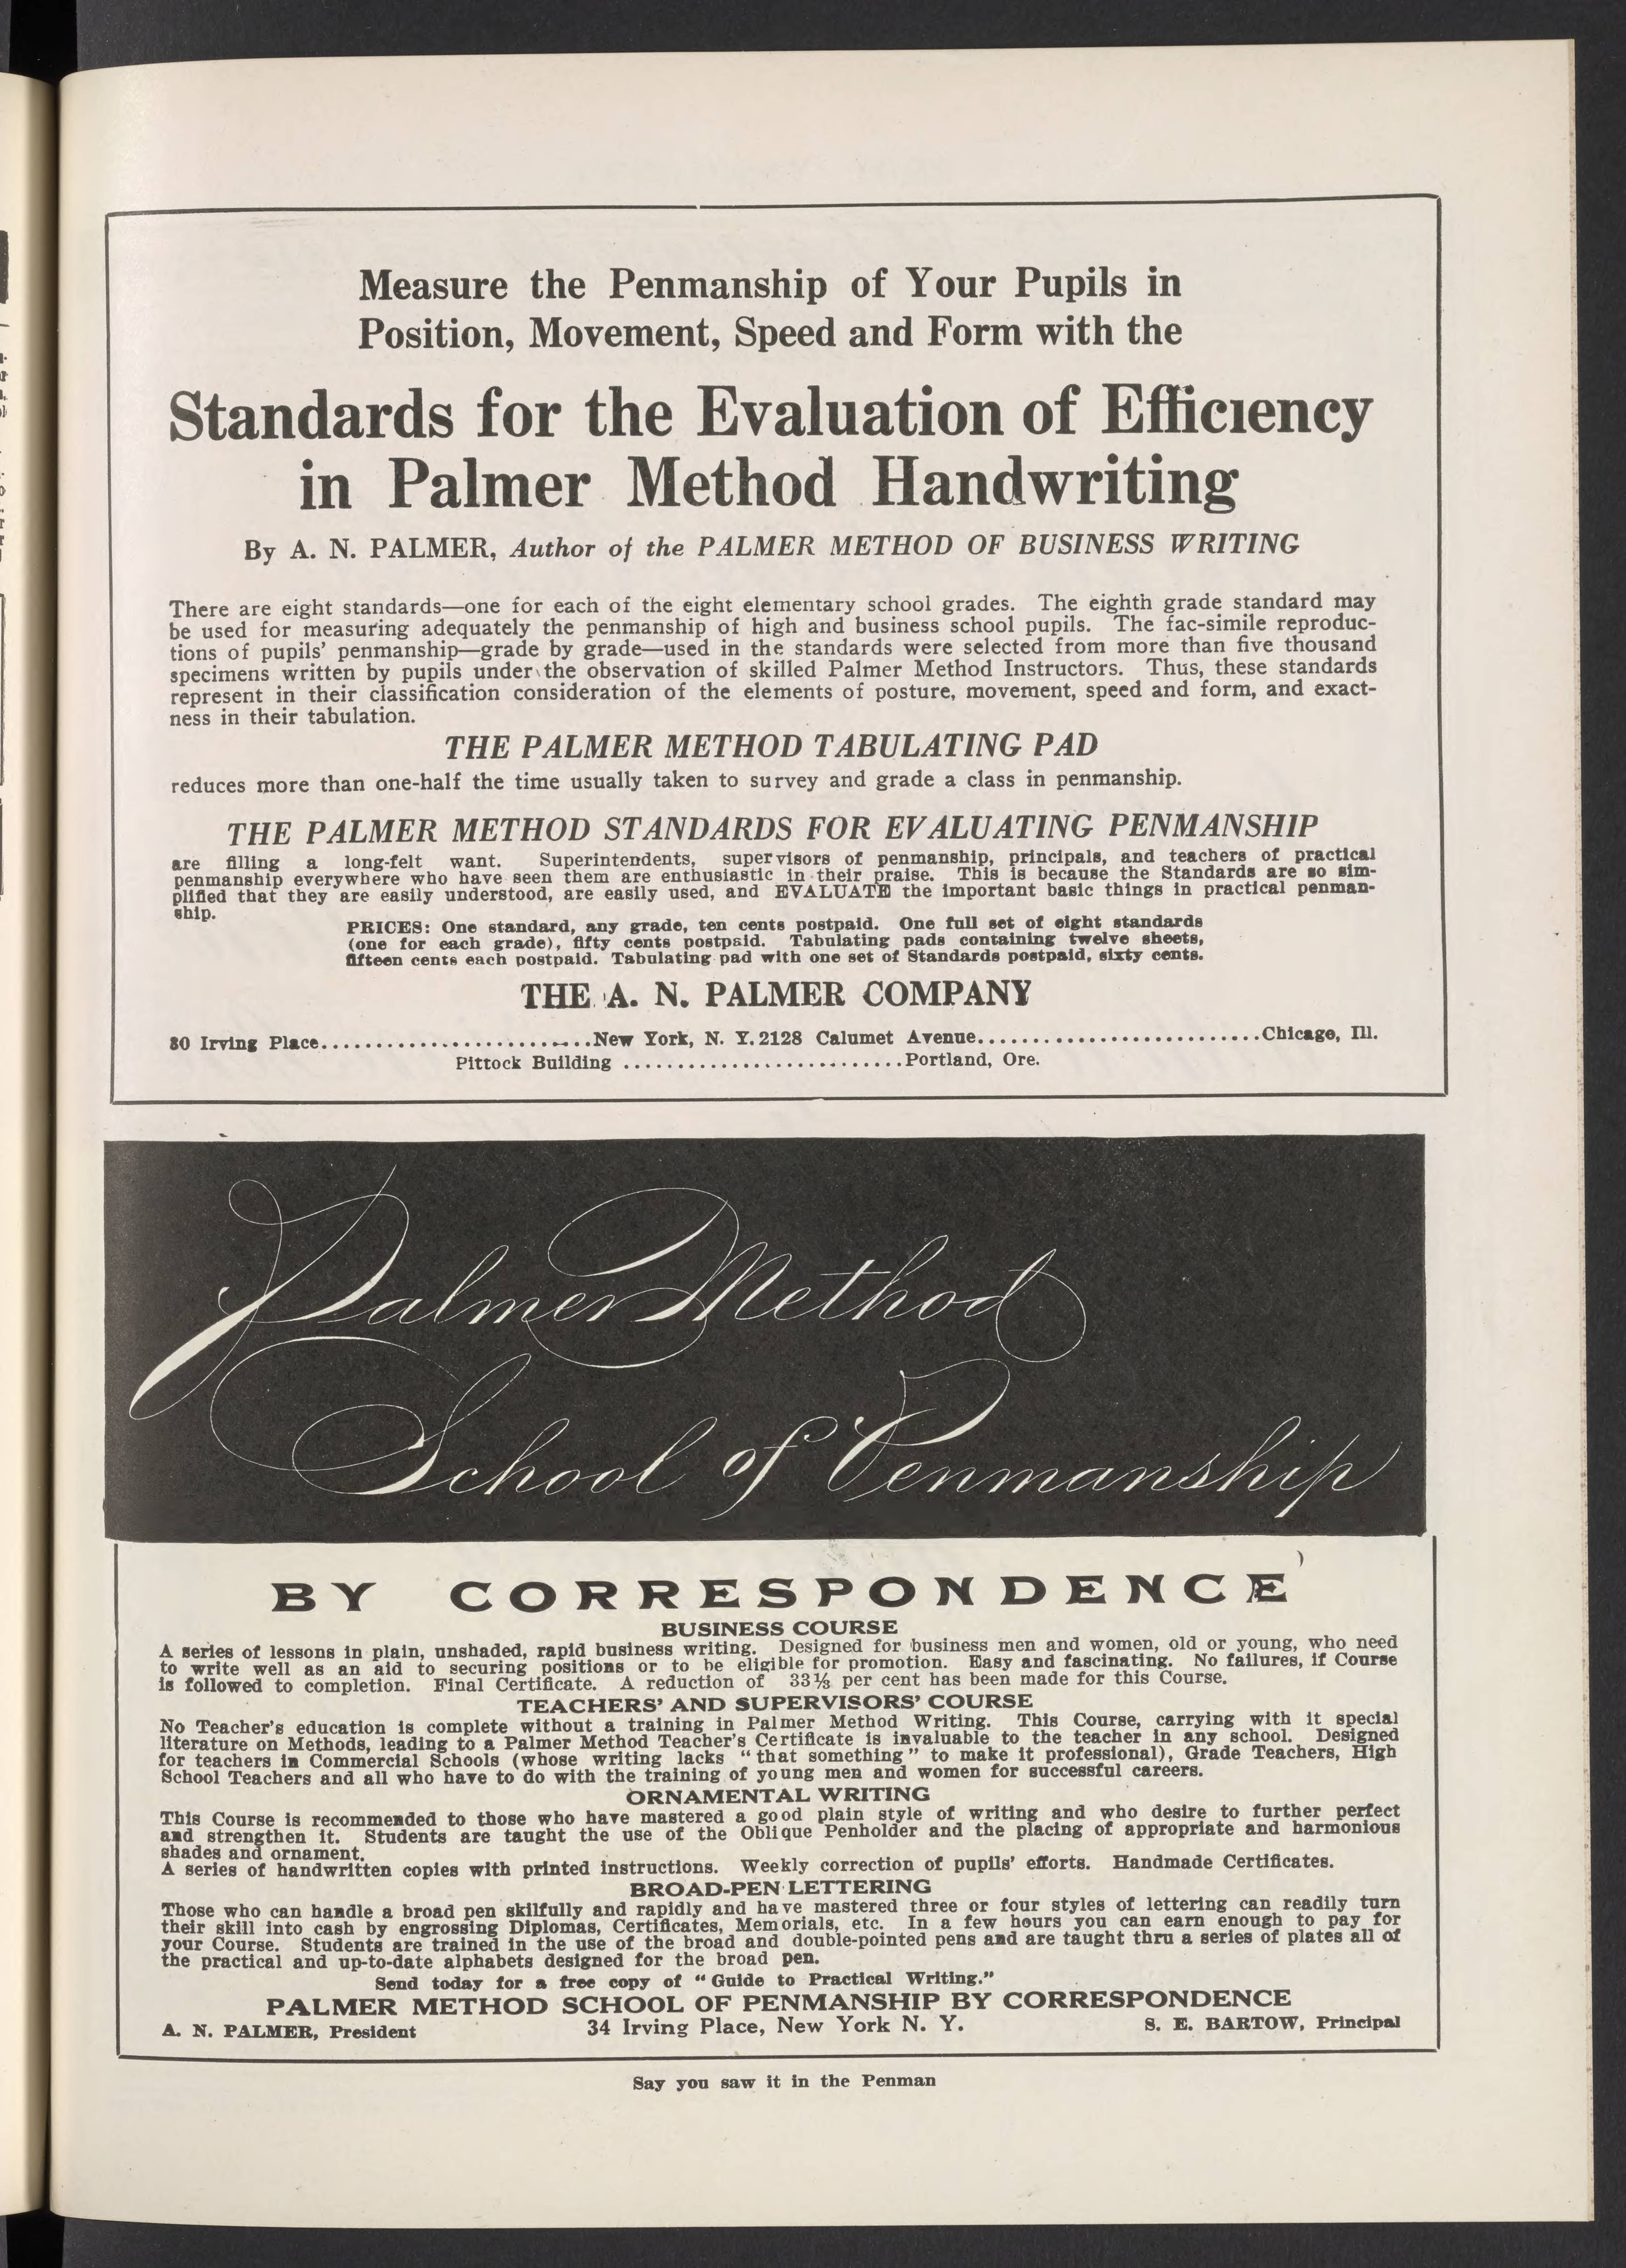 Measure the Penmanship of Your Pupils in
Position, Movement, Speed and Form with the
Standards for the Evaluation of Efficiency
in Palmer Method Handwriting
By A. N. PALMER, Author of the PALMER METHOD OF BUSINESS WRITING
There are eight standards—one for each of the eight elementary school grades. The eighth grade standard may
be used for measuring adequately the penmanship of high and business school pupils. The fac-simile reproduc-
tions of pupils' penmanship—grade by grade—used in the standards were selected from more than five thousand
specimens written by pupils under the observation of skilled Palmer Method Instructors. Thus, these standards
represent in their classification consideration of the elements of posture, movement, speed and form, and exact-
ness in their tabulation.
THE PALMER METHOD TABULATING PAD
reduces more than one-half the time usually taken to survey and grade a class in penmanship.
THE PALMER METHOD STANDARDS FOR EVALUATING PENMANSHIP
are filling a long-felt want. Superintendents, supervisors of penmanship, principals, and teachers of practical
penmanship everywhere who have seen them are enthusiastic in their praise. This is because the Standards are so sim-
plified that they are easily understood, are easily used, and EVALUATE the important basic things in practical penman-
ship.
PRICES: One standard, any grade, ten cents postpaid. One full set of eight standards
(one for each grade), fifty cents postpaid. Tabulating pads containing twelve sheets,
fifteen cents each postpaid. Tabulating pad with one set of Standards postpaid, sixty cents.
THE A. N. PALMER COMPANY
30 Irving Place..........................New York, N. Y. 2128 Calumet Avenue..........................Chicago, Ill.
Pittock Building ..........................Portland, Ore.
Palmer Method
School of Penmanship
BY CORRESPONDENCE
BUSINESS COURSE
A series of lessons in plain, unshaded, rapid business writing. Designed for business men and women, old or young, who need
to write well as an aid to securing positions or to be eligible for promotion. Easy and fascinating. No failures, if Course
is followed to completion. Final Certificate. A reduction of 33⅓ per cent has been made for this Course.
TEACHERS' AND SUPERVISORS' COURSE
No Teacher's education is complete without a training in Palmer Method Writing. This Course, carrying with it special
literature on Methods, leading to a Palmer Method Teacher's Certificate is invaluable to the teacher in any school. Designed
for teachers in Commercial Schools (whose writing lacks "that something" to make it professional), Grade Teachers, High
School Teachers and all who have to do with the training of young men and women for successful careers.
ORNAMENTAL WRITING
This Course is recommended to those who have mastered a good plain style of writing and who desire to further perfect
and strengthen it. Students are taught the use of the Oblique Penholder and the placing of appropriate and harmonious
shades and ornament.
A series of handwritten copies with printed instructions. Weekly correction of pupils' efforts. Handmade Certificates.
BROAD-PEN LETTERING
Those who can handle a broad pen skilfully and rapidly and have mastered three or four styles of lettering can readily turn
their skill into cash by engrossing Diplomas, Certificates, Memorials, etc. In a few hours you can earn enough to pay for
your Course. Students are trained in the use of the broad and double-pointed pens and are taught thru a series of plates all of
the practical and up-to-date alphabets designed for the broad pen.
Send today for a free copy of "Guide to Practical Writing."
PALMER METHOD SCHOOL OF PENMANSHIP BY CORRESPONDENCE
A. N. PALMER, President 34 Irving Place, New York N. Y. S. E. BARTOW, Principal
Say you saw it in the Penman